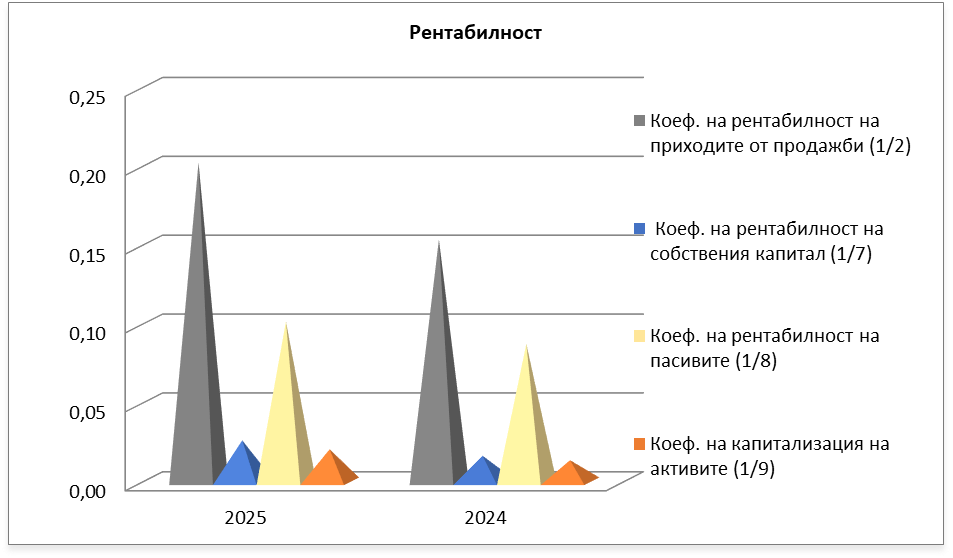 Рентабилност
0,25
0,20
0,15
0,10
0,05
0,00
2025
2024
Коеф. на рентабилност на
приходите от продажби (1/2)
Коеф. на рентабилност на
собствения капитал (1/7)
Коеф. на рентабилност на
пасивите (1/8)
Коеф. на капитализация на
активите (1/9)